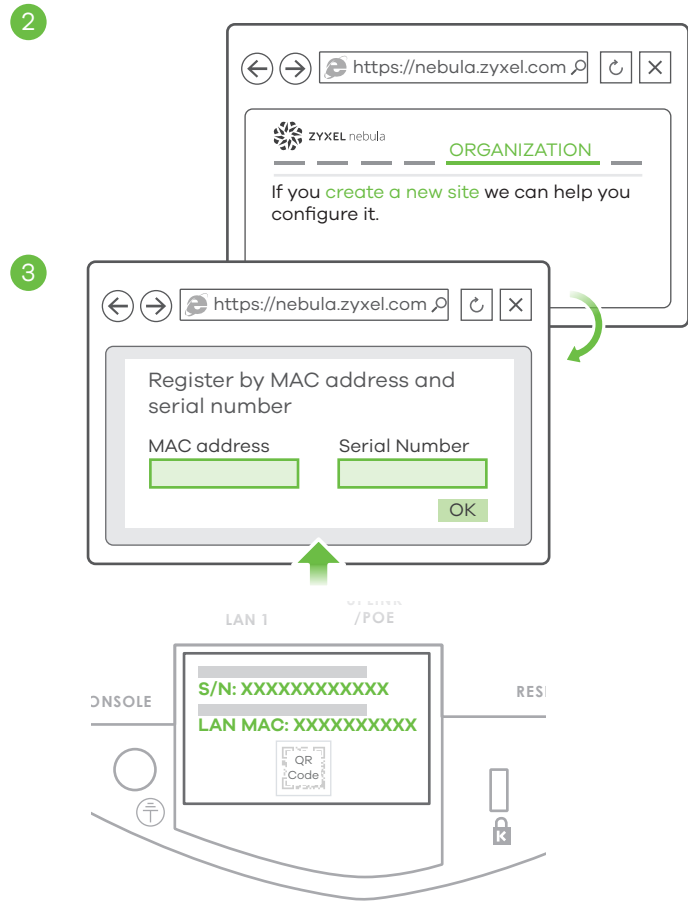 2
https://nebula.zyxel.com
ZYXEL nebula
ORGANIZATION
If you create a new site we can help you
configure it.
3
https://nebula.zyxel.com
Register by MAC address and
serial number
MAC address Serial Number
OK
UPLINK
LAN 1 /POE
S/N: XXXXXXXXXXXX
ONSOLE RES
LAN MAC: XXXXXXXXXX
QR
Code
K